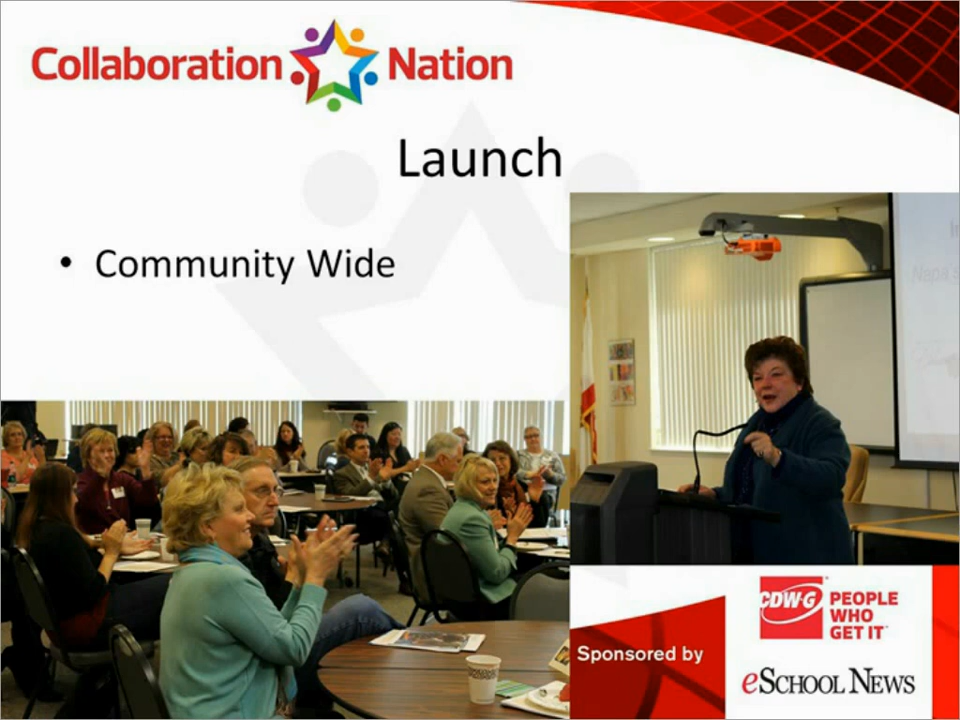 Collaboration Nation
Launch
• Community Wide
Sponsored by
CDW·G
PEOPLE
WHO
GET IT
eSCHOOL NEWS